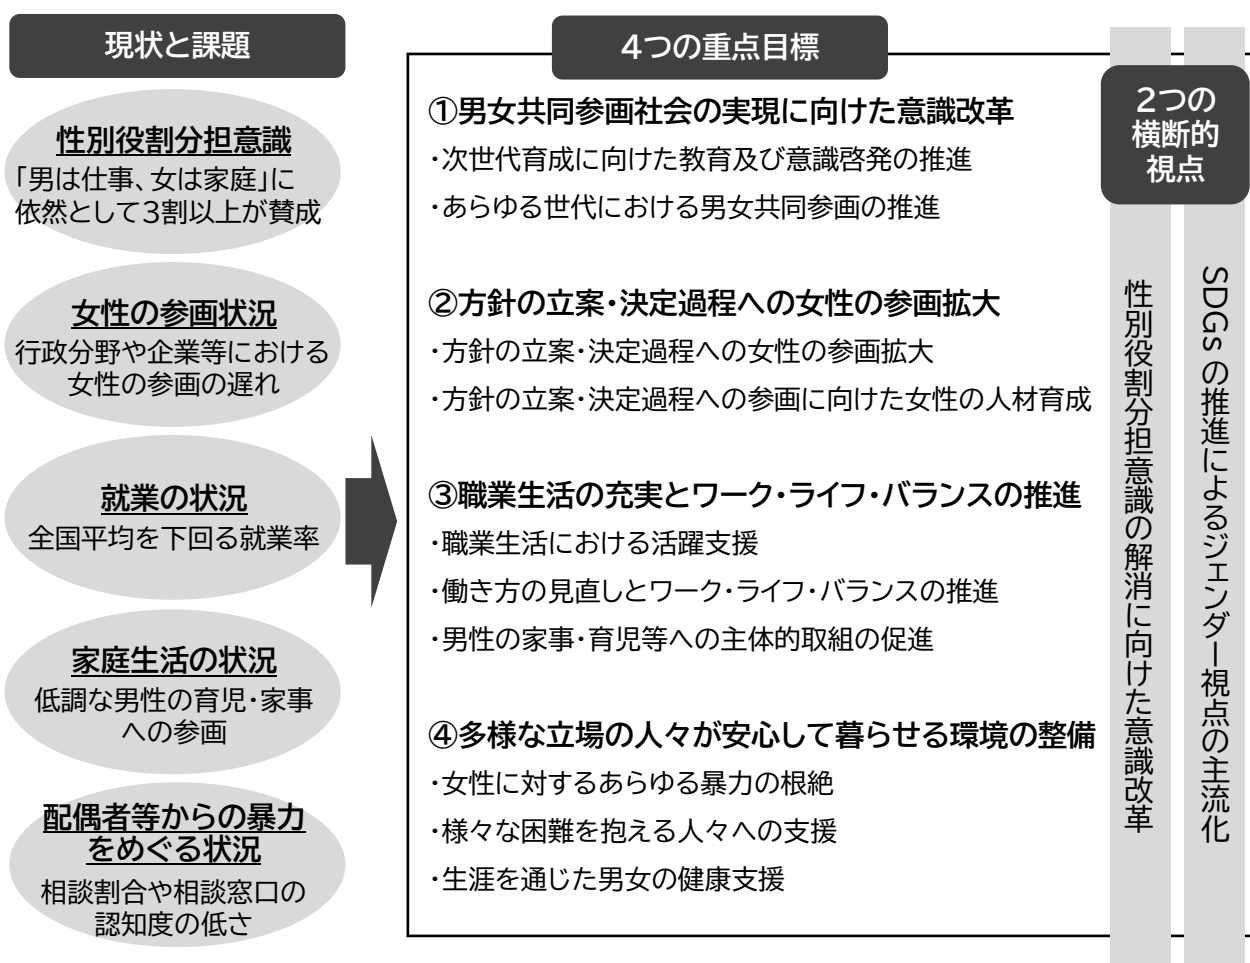 現状と課題
性別役割分担意識
「男は仕事、女は家庭」に
依然として3割以上が賛成
女性の参画状況
行政分野や企業等における
女性の参画の遅れ
就業の状況
全国平均を下回る就業率
家庭生活の状況
低調な男性の育児・家事
への参画
配偶者等からの暴力
をめぐる状況
相談割合や相談窓口の
認知度の低さ
4つの重点目標
①男女共同参画社会の実現に向けた意識改革
・次世代育成に向けた教育及び意識啓発の推進
・あらゆる世代における男女共同参画の推進
②方針の立案・決定過程への女性の参画拡大
・方針の立案・決定過程への女性の参画拡大
・方針の立案・決定過程への参画に向けた女性の人材育成
③職業生活の充実とワーク・ライフ・バランスの推進
・職業生活における活躍支援
・働き方の見直しとワーク・ライフ・バランスの推進
・男性の家事・育児等への主体的取組の促進
④多様な立場の人々が安心して暮らせる環境の整備
・女性に対するあらゆる暴力の根絶
・様々な困難を抱える人々への支援
・生涯を通じた男女の健康支援
2つの
横断的
視点
性別役割分担意識の解消に向けた意識改革
SDGsの推進によるジェンダー視点の主流化